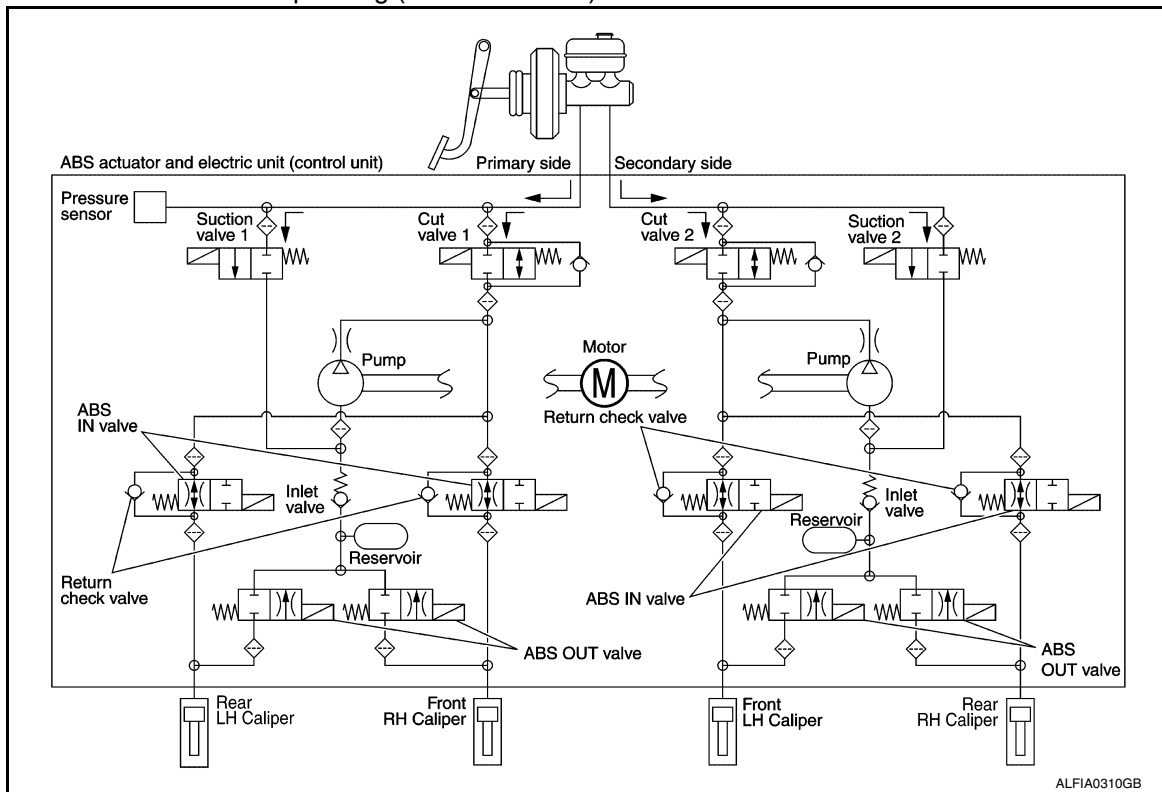 ABS actuator and electric unit (control unit)
Primary side
Secondary side
Pressure
sensor
Suction
valve 1
Cut
valve 1
Cut
valve 2
Suction
valve 2
Pump
Motor
M
Pump
ABS
IN valve
Return check valve
Inlet
valve
Inlet
valve
Reservoir
Reservoir
Return
check valve
ABS IN valve
ABS OUT valve
ABS
OUT valve
Rear
LH Caliper
Front
RH Caliper
Front
LH Caliper
Rear
RH Caliper
ALFIA0310GB